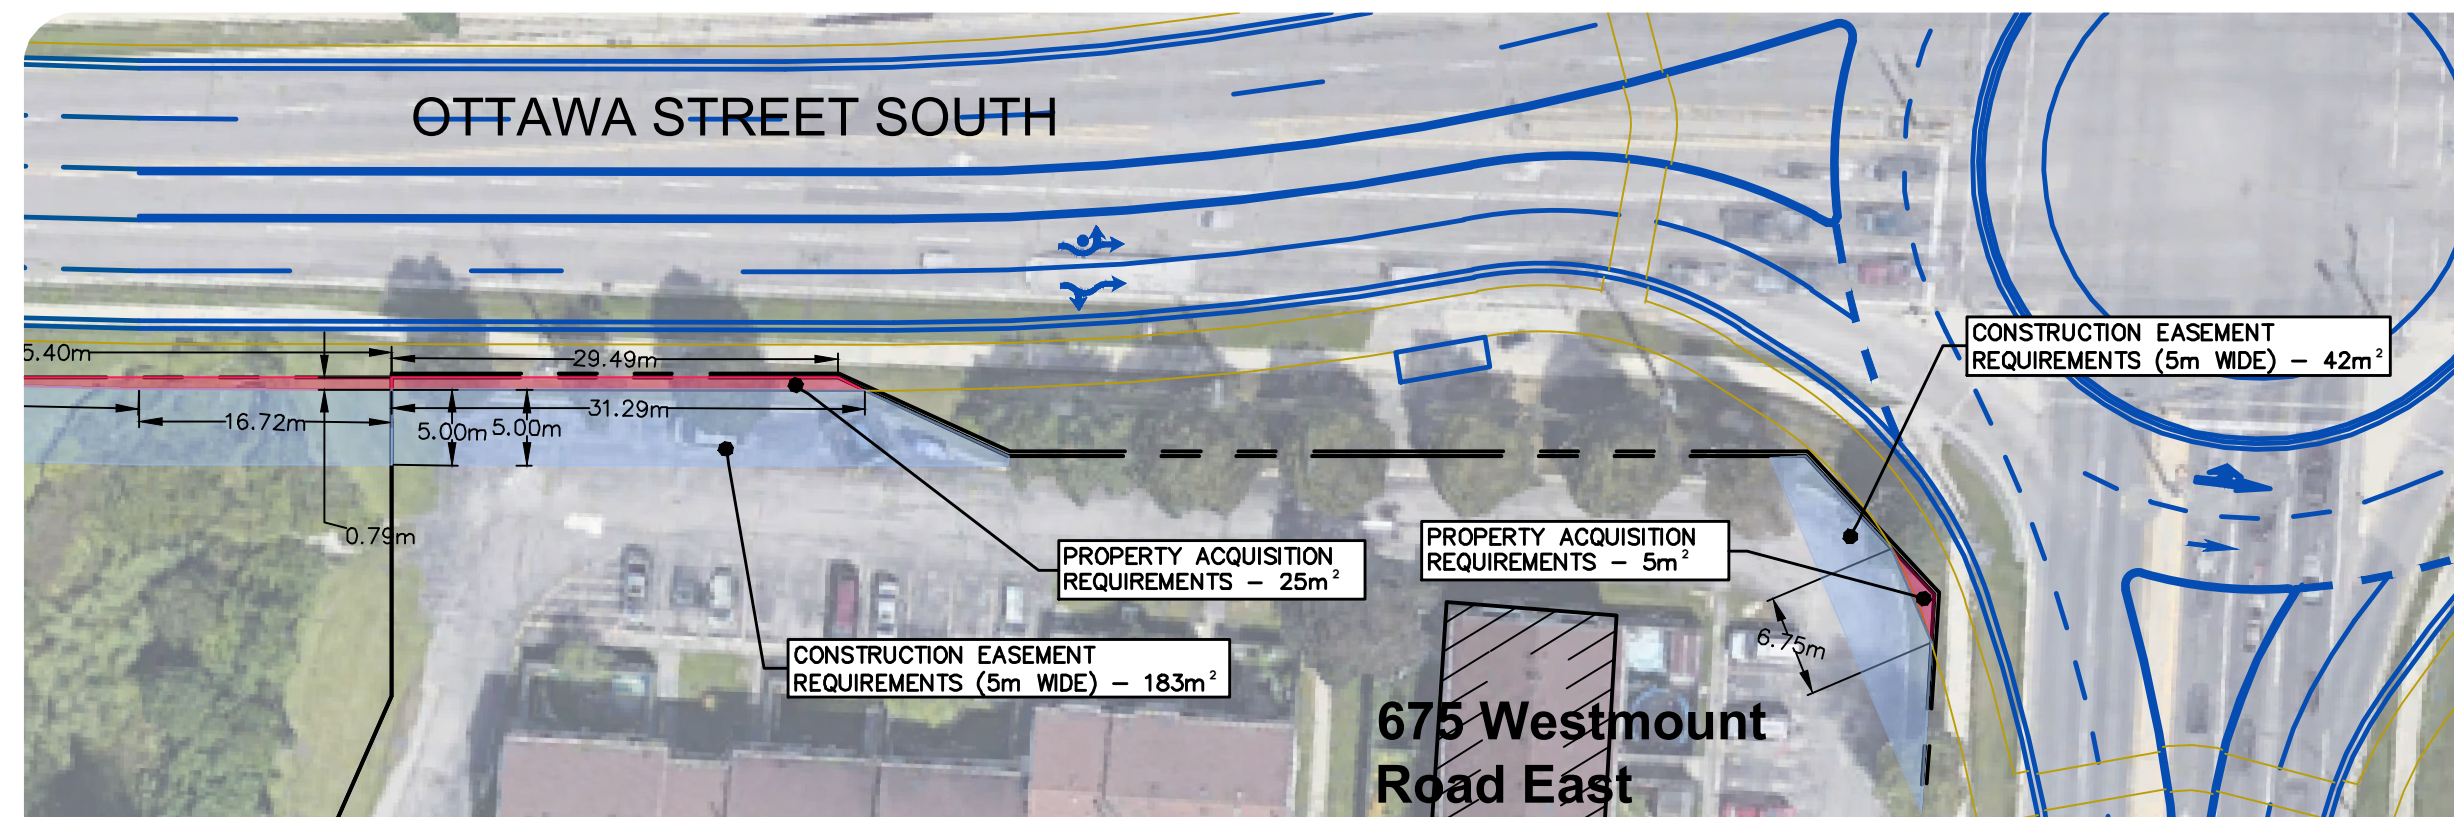 OTTAWA STREET SOUTH
5.40m
29.49m
16.72m
31.29m
5.00m
5.00m
0.79m
CONSTRUCTION EASEMENT
REQUIREMENTS (5m WIDE) – 42m²
PROPERTY ACQUISITION
REQUIREMENTS – 25m²
PROPERTY ACQUISITION
REQUIREMENTS – 5m²
6.75m
CONSTRUCTION EASEMENT
REQUIREMENTS (5m WIDE) – 183m²
675 Westmount
Road East